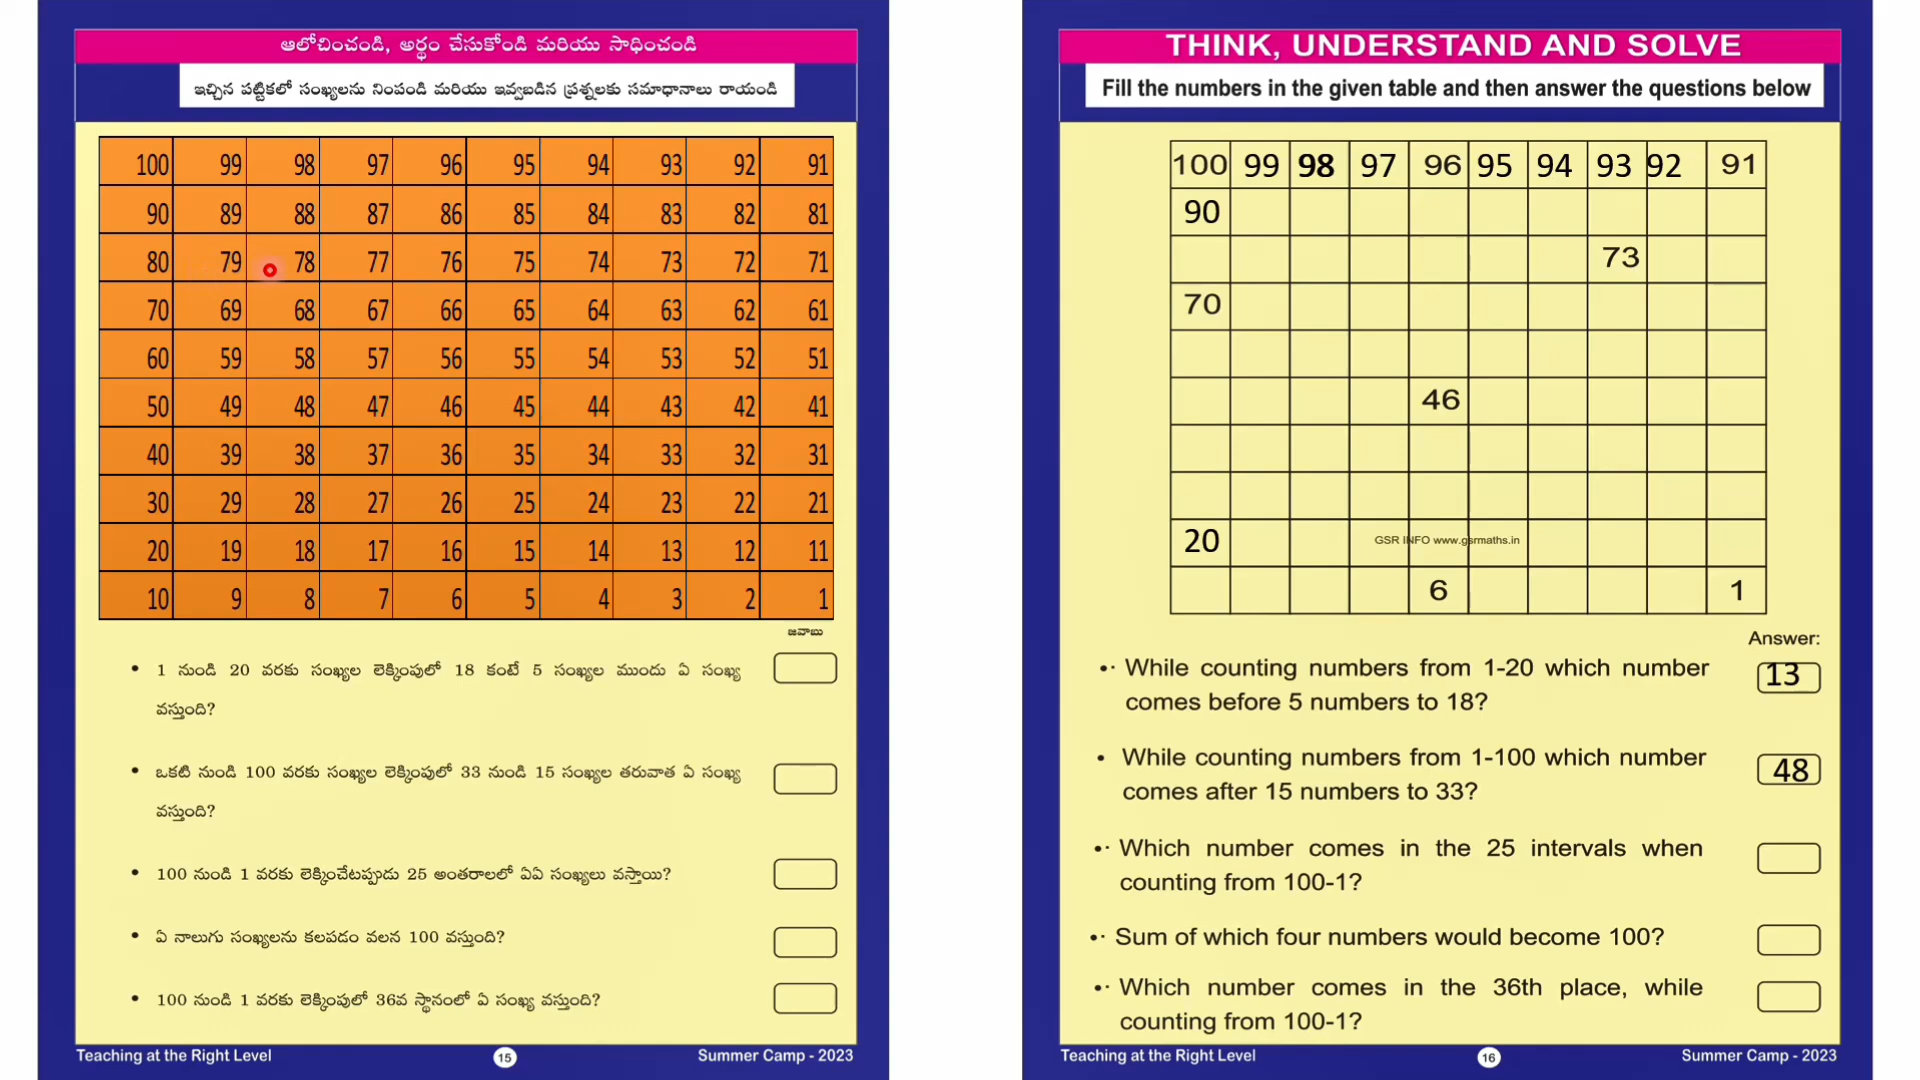 ఆలోచించండి, అర్థం చేసుకోండి మరియు సాధించండి
ఇచ్చిన పట్టికలో సంఖ్యలను నింపండి మరియు ఇవ్వబడిన ప్రశ్నలకు సమాధానాలు రాయండి
100 99 98 97 96 95 94 93 92 91
90 89 88 87 86 85 84 83 82 81
80 79 78 77 76 75 74 73 72 71
70 69 68 67 66 65 64 63 62 61
60 59 58 57 56 55 54 53 52 51
50 49 48 47 46 45 44 43 42 41
40 39 38 37 36 35 34 33 32 31
30 29 28 27 26 25 24 23 22 21
20 19 18 17 16 15 14 13 12 11
10 9 8 7 6 5 4 3 2 1
జవాబు
• 1 నుండి 20 వరకు సంఖ్యల లెక్కింపులో 18 కంటే 5 సంఖ్యల ముందు ఏ సంఖ్య
వస్తుంది?
• ఒకటి నుండి 100 వరకు సంఖ్యల లెక్కింపులో 33 నుండి 15 సంఖ్యల తరువాత ఏ సంఖ్య
వస్తుంది?
• 100 నుండి 1 వరకు లెక్కించేటప్పుడు 25 అంతరాలలో ఏఏ సంఖ్యలు వస్తాయి?
• ఏ నాలుగు సంఖ్యలను కలపడం వలన 100 వస్తుంది?
• 100 నుండి 1 వరకు లెక్కింపులో 36వ స్థానంలో ఏ సంఖ్య వస్తుంది?
Teaching at the Right Level 15 Summer Camp - 2023
THINK, UNDERSTAND AND SOLVE
Fill the numbers in the given table and then answer the questions below
100 99 98 97 96 95 94 93 92 91
90
73
70
46
20 GSR INFO www.gsrmaths.in
6 1
Answer:
•· While counting numbers from 1-20 which number 13
comes before 5 numbers to 18?
• While counting numbers from 1-100 which number 48
comes after 15 numbers to 33?
•· Which number comes in the 25 intervals when
counting from 100-1?
•· Sum of which four numbers would become 100?
•· Which number comes in the 36th place, while
counting from 100-1?
Teaching at the Right Level 16 Summer Camp - 2023